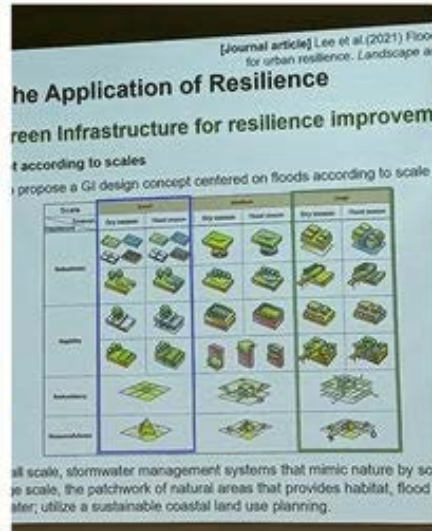 [Journal article] Lee et al.(2021) Floo
for urban resilience. Landscape a
he Application of Resilience
reen Infrastructure for resilience improvem
t according to scales
propose a GI design concept centered on floods according to scale
Scale
Dry season Flood season Dry season Flood season Dry season Flood season
Robustness
Rapidity
Redundancy
all scale, stormwater management systems that mimic nature by so
e scale, the patchwork of natural areas that provides habitat, flood
ater; utilize a sustainable coastal land use planning.